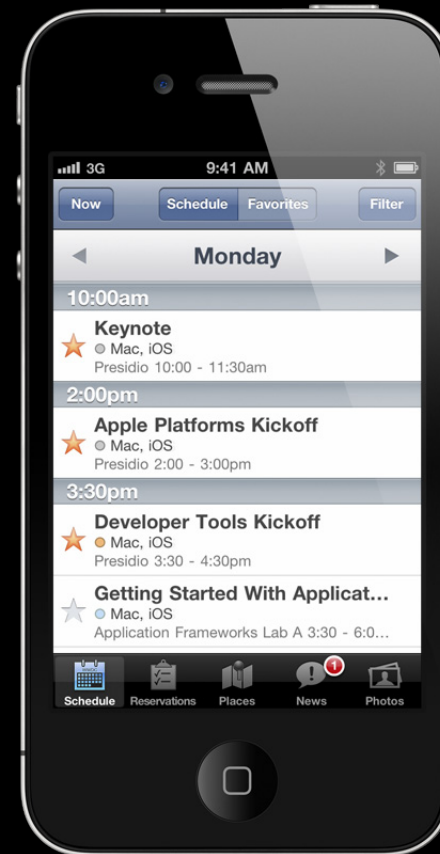 3G 9:41 AM
Now Schedule Favorites Filter
Monday
10:00am
Keynote
Mac, iOS
Presidio 10:00 - 11:30am
2:00pm
Apple Platforms Kickoff
Mac, iOS
Presidio 2:00 - 3:00pm
3:30pm
Developer Tools Kickoff
Mac, iOS
Presidio 3:30 - 4:30pm
Getting Started With Applicat...
Mac, iOS
Application Frameworks Lab A 3:30 - 6:0...
1
Schedule Reservations Places News Photos